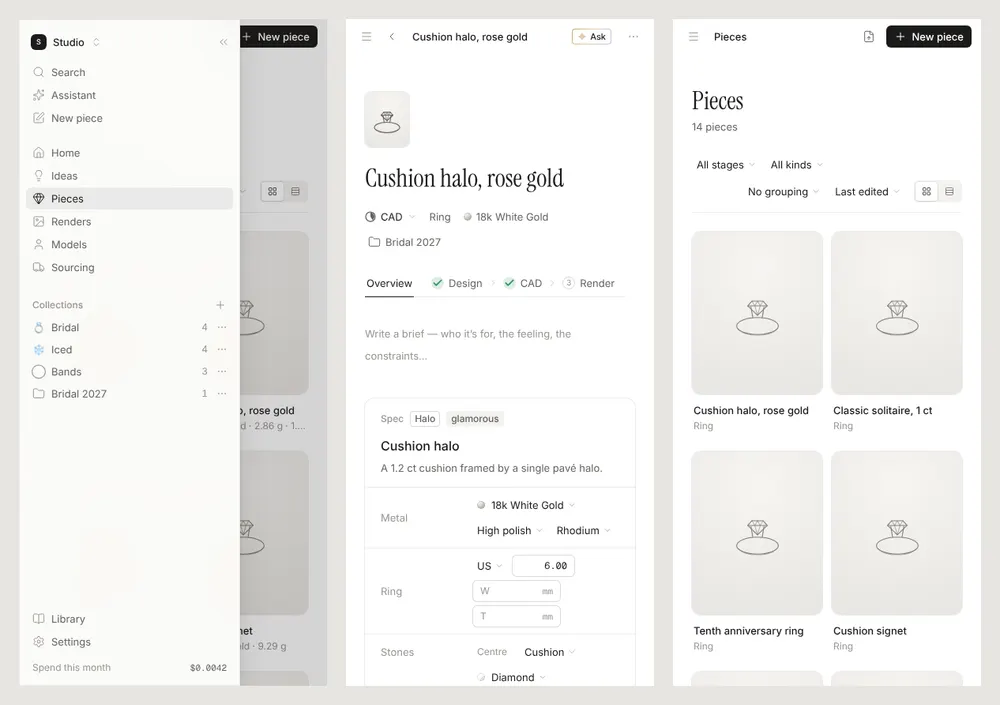 S Studio
Search
Assistant
New piece
Home
Ideas
Pieces
Renders
Models
Sourcing
Collections
Bridal 4
Iced 4
Bands 3
Bridal 2027 1
Library
Settings
Spend this month $0.0042
New piece
o, rose gold
d · 2.86 g · 1....
net
ld · 9.29 g
Cushion halo, rose gold
Ask
Cushion halo, rose gold
CAD Ring 18k White Gold
Bridal 2027
Overview Design CAD 3 Render
Write a brief — who it's for, the feeling, the
constraints...
Spec Halo glamorous
Cushion halo
A 1.2 ct cushion framed by a single pavé halo.
Metal
18k White Gold
High polish Rhodium
Ring
US 6.00
W mm
T mm
Stones
Centre Cushion
Diamond
Pieces
New piece
Pieces
14 pieces
All stages All kinds
No grouping Last edited
Cushion halo, rose gold
Ring
Classic solitaire, 1 ct
Ring
Tenth anniversary ring
Ring
Cushion signet
Ring